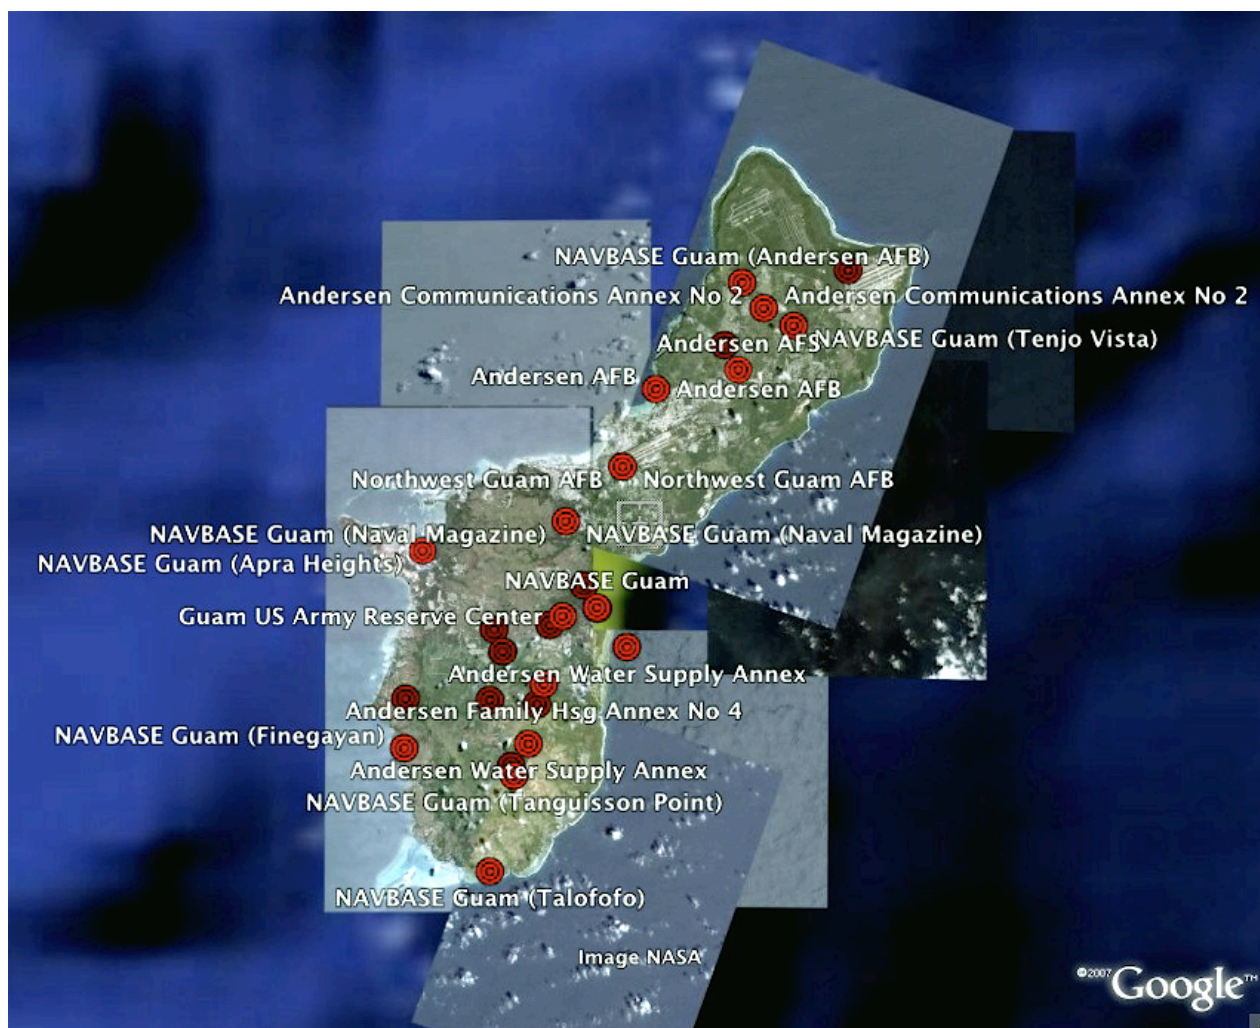 NAVBASE Guam (Andersen AFB)
Andersen Communications Annex No 2
Andersen Communications Annex No 2
Andersen AFS
NAVBASE Guam (Tenjo Vista)
Andersen AFB
Andersen AFB
Northwest Guam AFB
Northwest Guam AFB
NAVBASE Guam (Naval Magazine)
NAVBASE Guam (Naval Magazine)
NAVBASE Guam (Apra Heights)
NAVBASE Guam
Guam US Army Reserve Center
Andersen Water Supply Annex
Andersen Family Hsg Annex No 4
NAVBASE Guam (Finegayan)
Andersen Water Supply Annex
NAVBASE Guam (Tanguisson Point)
NAVBASE Guam (Talofofo)
Image NASA
©2007 Google™